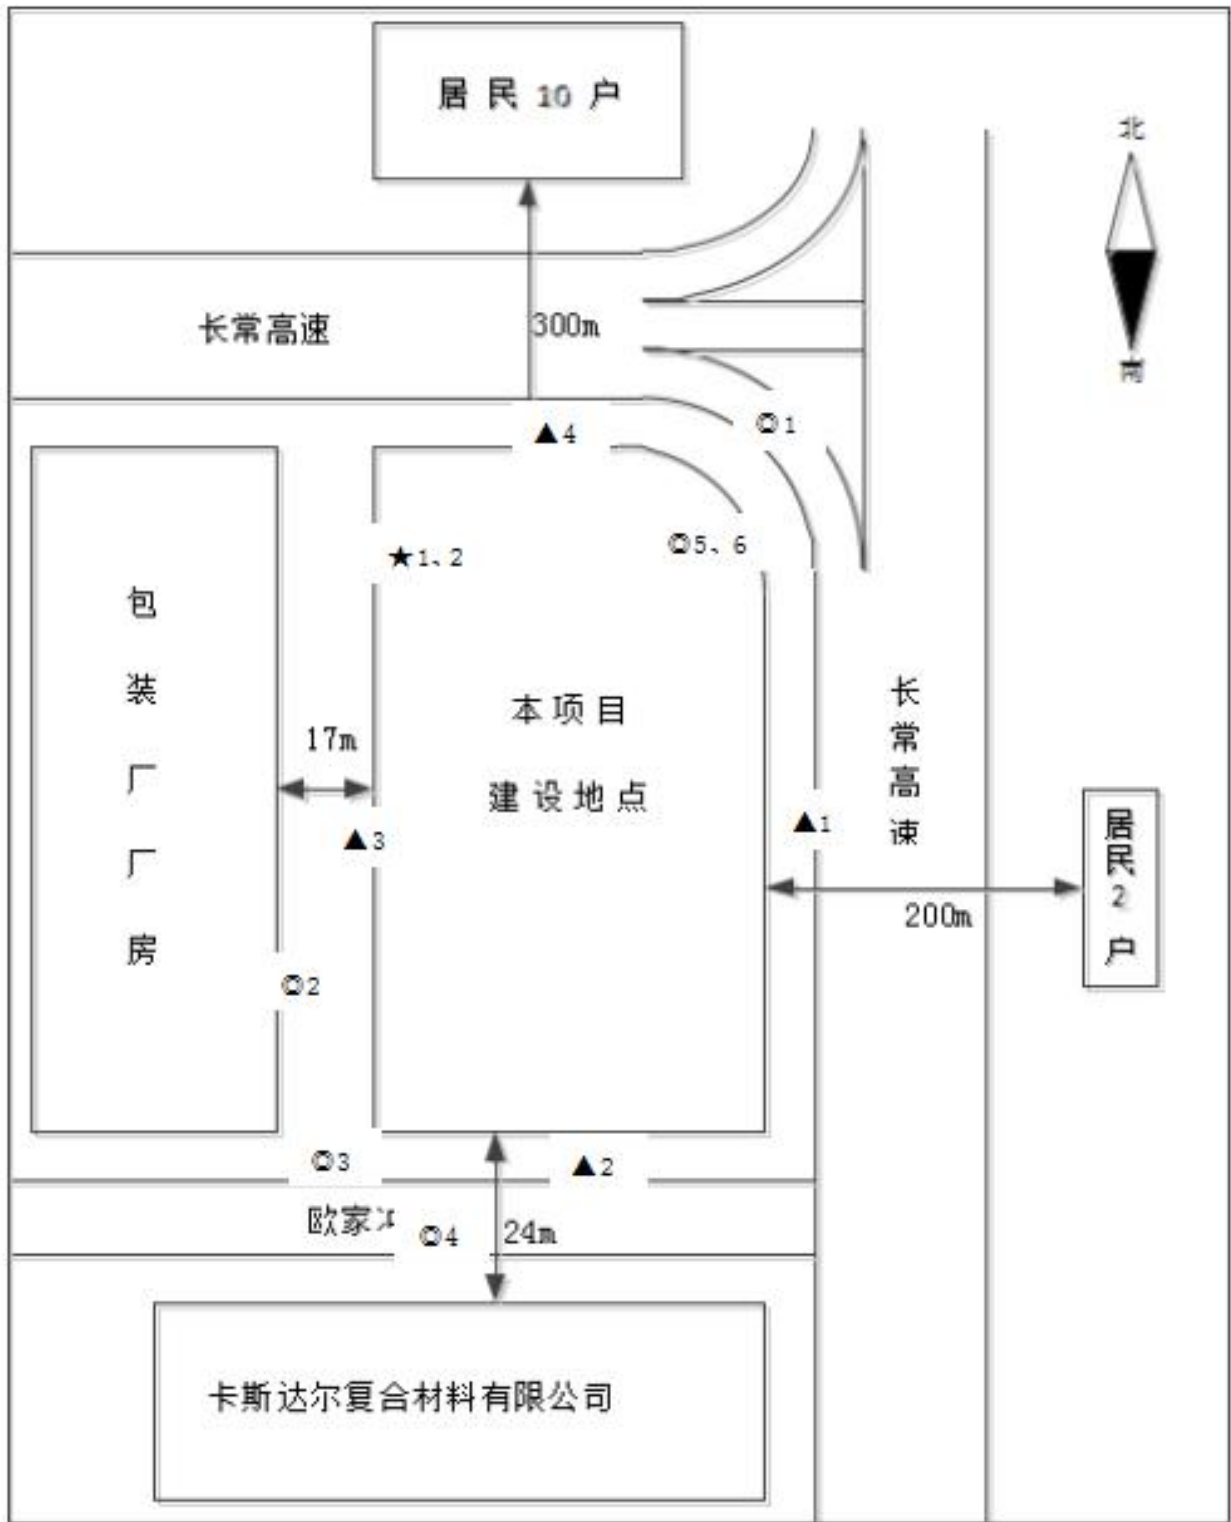 居民 10 户
北
长常高速
300m
南
◎1
▲4
★1、2
◎5、6
包装厂厂房
本项目
建设地点
长常高速
17m
▲3
▲1
居民2户
200m
◎2
◎3
▲2
欧家
◎4
24m
卡斯达尔复合材料有限公司